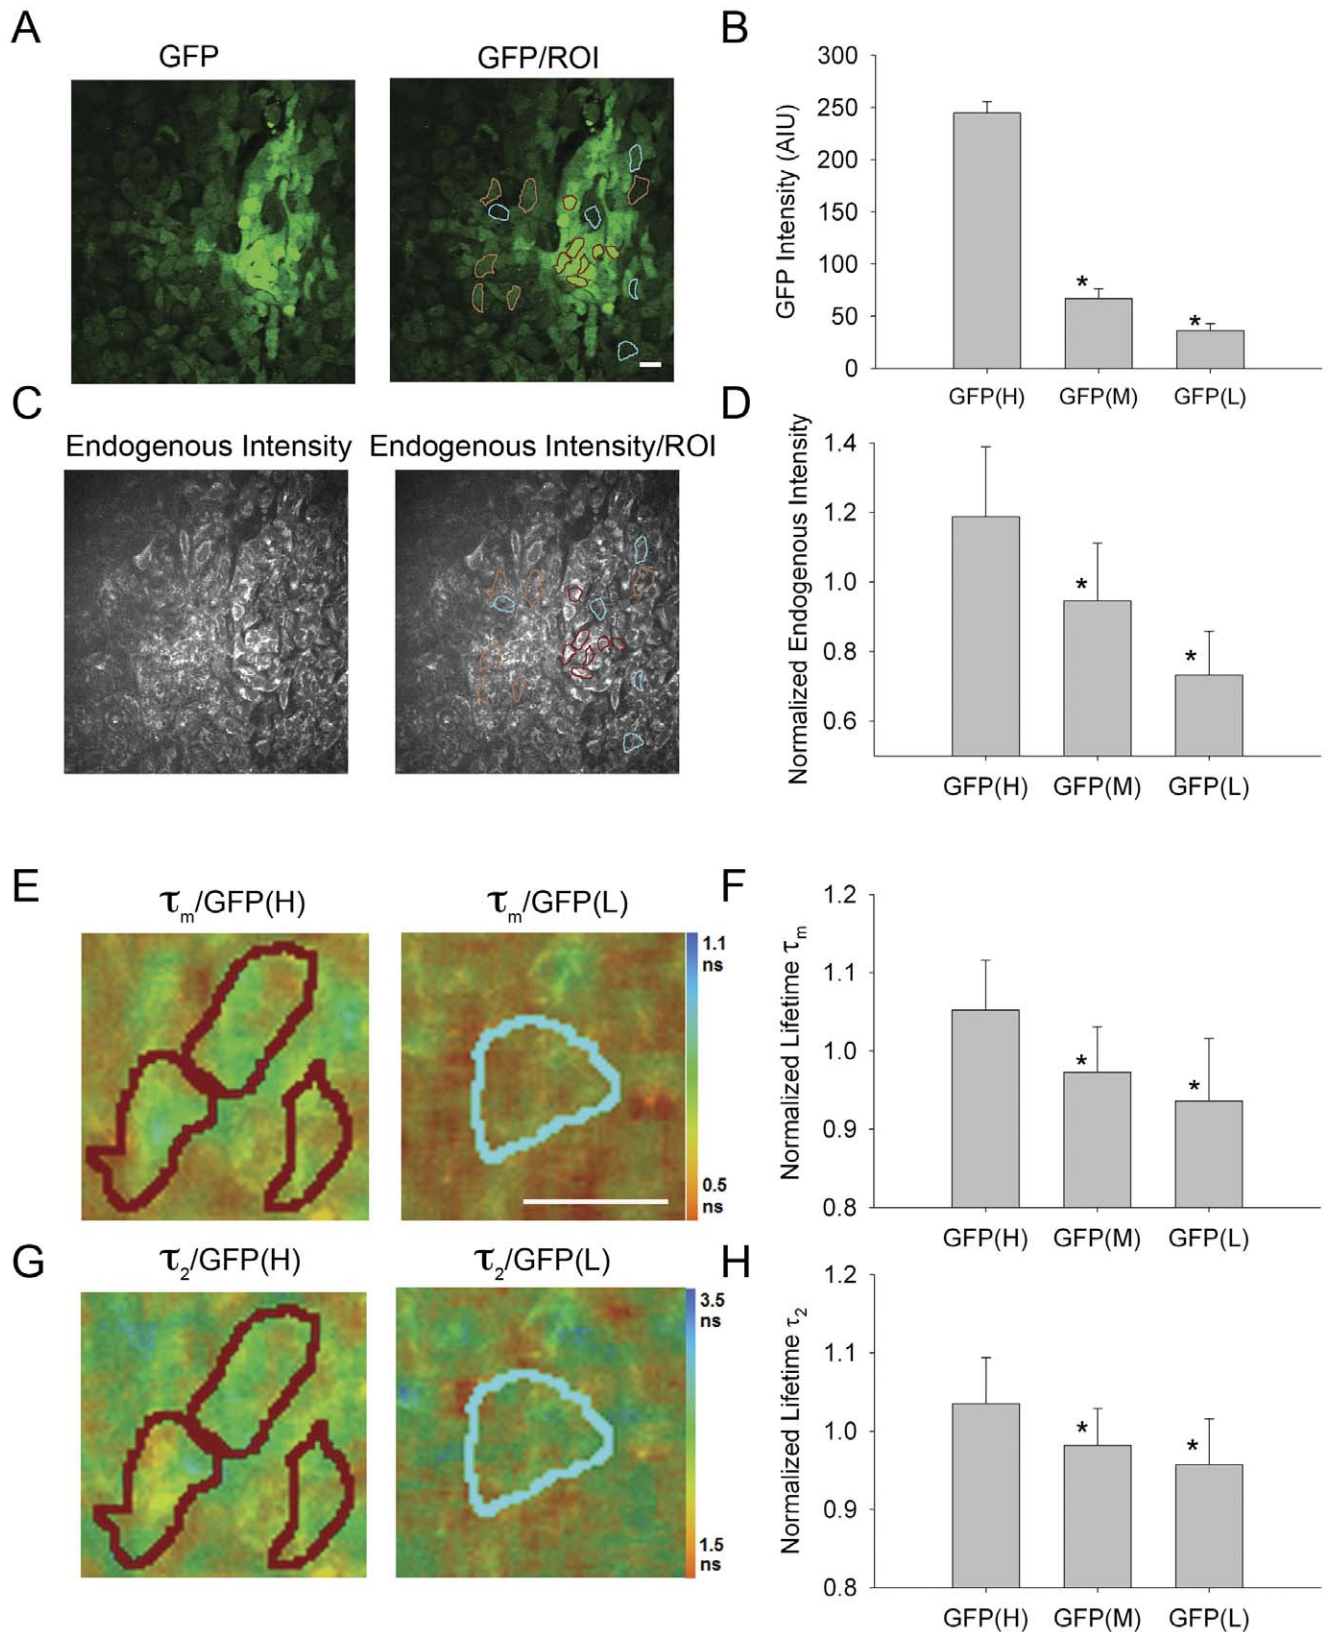 A
GFP
GFP/ROI
B
GFP Intensity (AIU)
300
250
200
150
100
50
0
*
*
GFP(H)
GFP(M)
GFP(L)
C
Endogenous Intensity
Endogenous Intensity/ROI
D
Normalized Endogenous Intensity
1.4
1.2
1.0
0.8
0.6
*
*
GFP(H)
GFP(M)
GFP(L)
E
τm/GFP(H)
τm/GFP(L)
1.1
ns
0.5
ns
F
Normalized Lifetime τm
1.2
1.1
1.0
0.9
0.8
*
*
GFP(H)
GFP(M)
GFP(L)
G
τ2/GFP(H)
τ2/GFP(L)
3.5
ns
1.5
ns
H
Normalized Lifetime τ2
1.2
1.1
1.0
0.9
0.8
*
*
GFP(H)
GFP(M)
GFP(L)